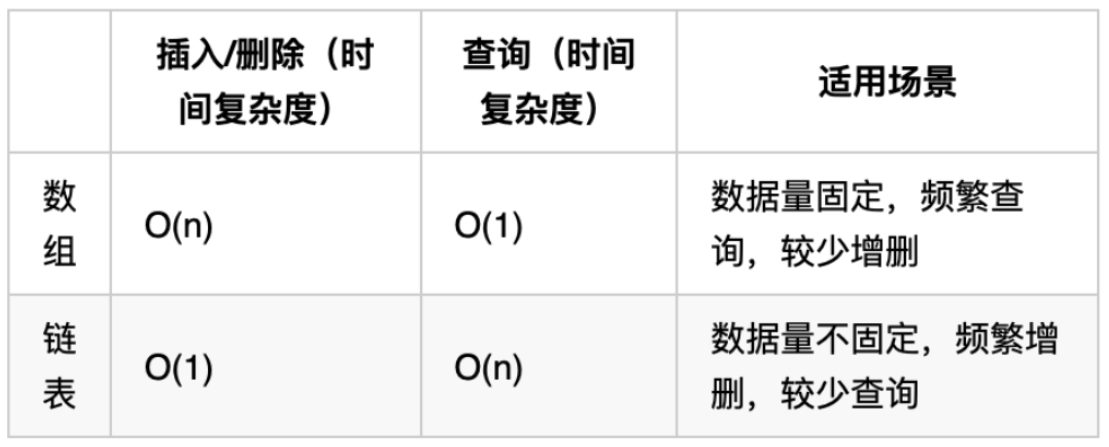 插入/删除（时
间复杂度）
查询（时间
复杂度）
适用场景
数
组
O(n)
O(1)
数据量固定，频繁查
询，较少增删
链
表
O(1)
O(n)
数据量不固定，频繁增
删，较少查询